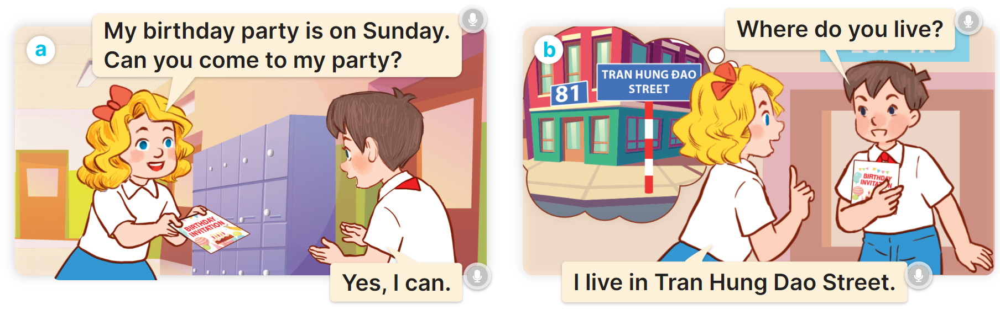 a
My birthday party is on Sunday.
Can you come to my party?
BIRTHDAY
INVITATION
Yes, I can.
b
Where do you live?
81
TRAN HUNG ĐAO
STREET
BIRTHDAY
I live in Tran Hung Dao Street.